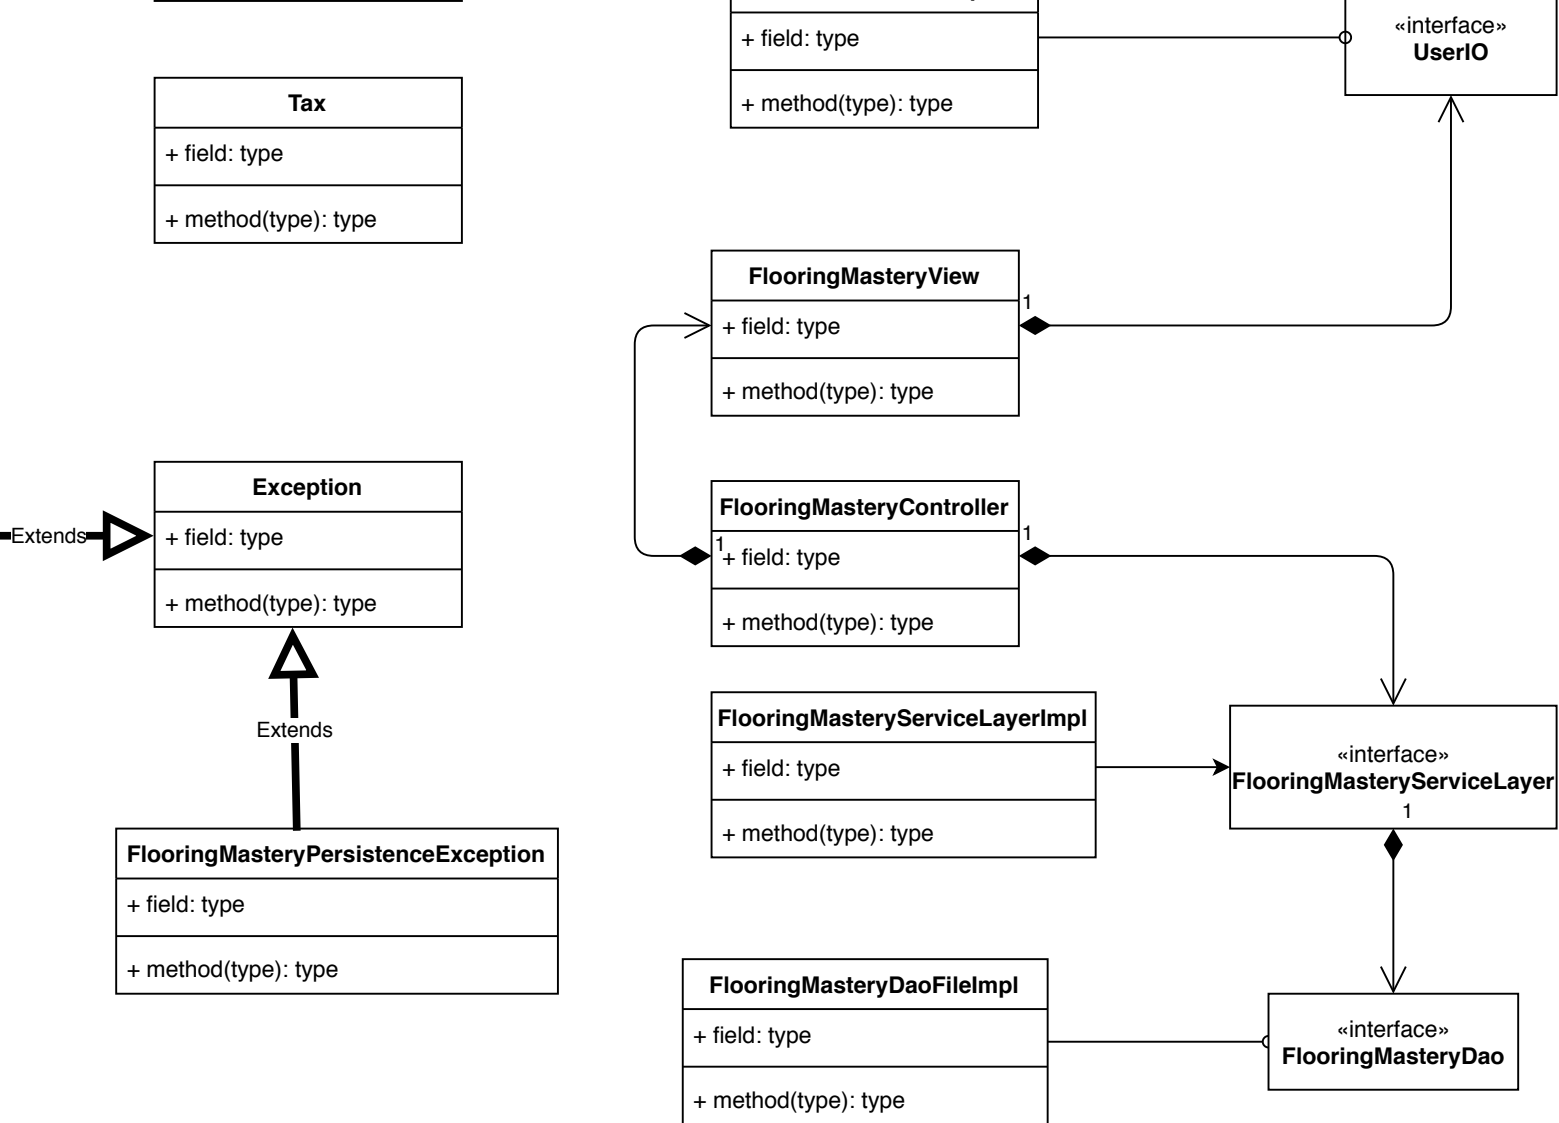 + field: type
+ method(type): type
«interface»
UserIO
Tax
+ field: type
+ method(type): type
FlooringMasteryView
+ field: type
+ method(type): type
1
Exception
+ field: type
+ method(type): type
Extends
Extends
FlooringMasteryController
1
+ field: type
+ method(type): type
1
FlooringMasteryServiceLayerImpl
+ field: type
+ method(type): type
«interface»
FlooringMasteryServiceLayer
1
FlooringMasteryPersistenceException
+ field: type
+ method(type): type
FlooringMasteryDaoFileImpl
+ field: type
+ method(type): type
«interface»
FlooringMasteryDao